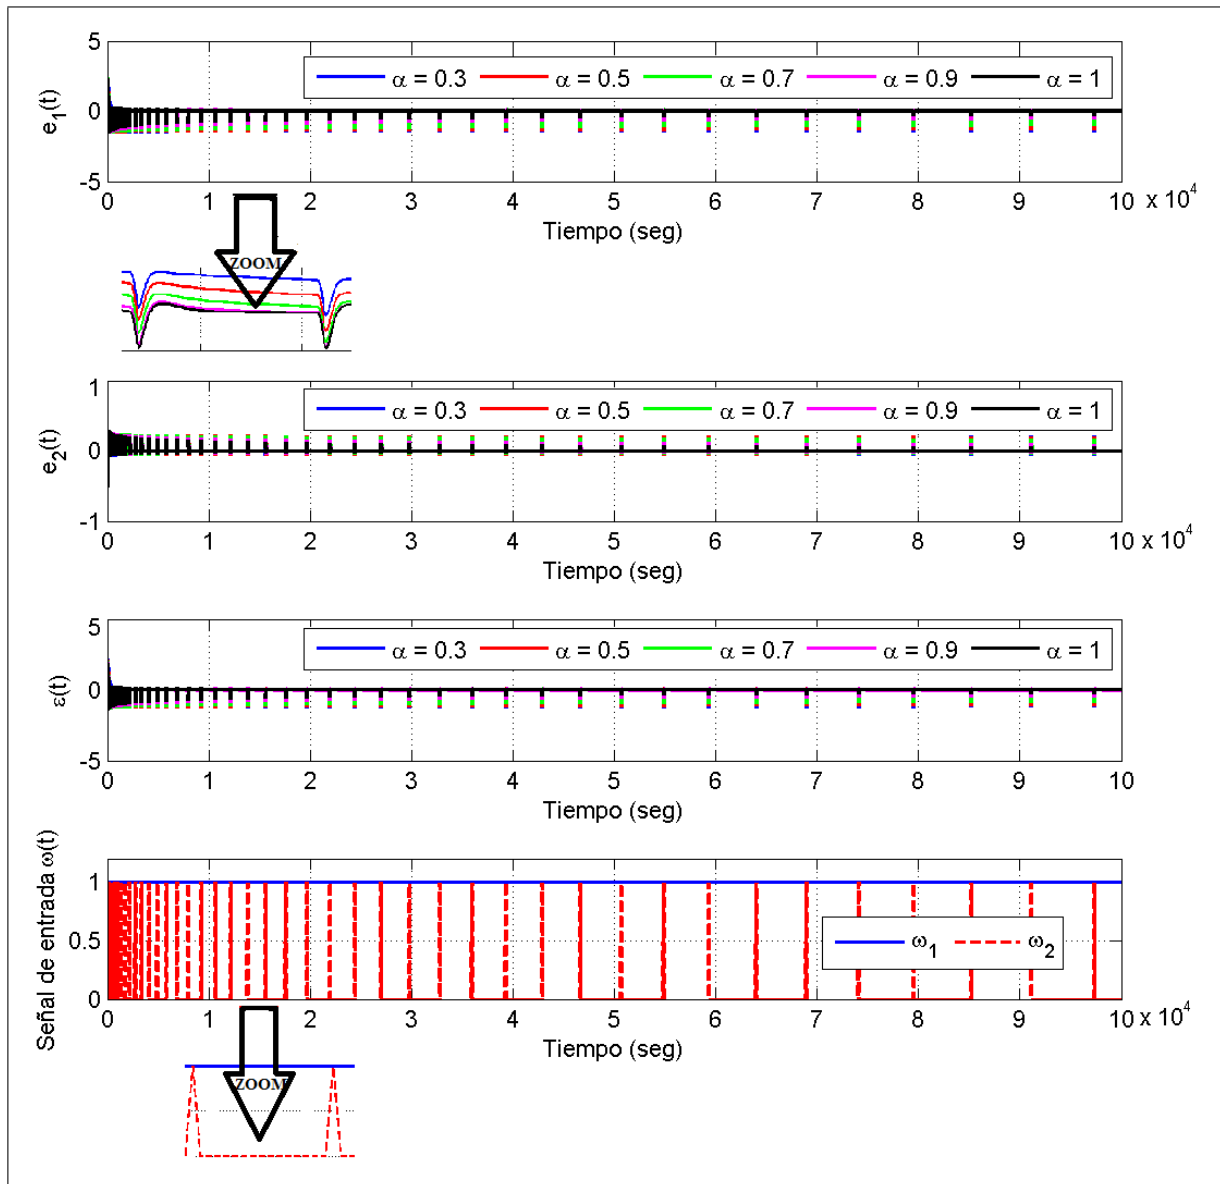 5
α = 0.3 α = 0.5 α = 0.7 α = 0.9 α = 1
e1(t)
0
-5
0 1 2 3 4 5 6 7 8 9 10 x 10^4
Tiempo (seg)
ZOOM
1
α = 0.3 α = 0.5 α = 0.7 α = 0.9 α = 1
e2(t)
0
-1
0 1 2 3 4 5 6 7 8 9 10 x 10^4
Tiempo (seg)
5
α = 0.3 α = 0.5 α = 0.7 α = 0.9 α = 1
ε(t)
0
-5
0 1 2 3 4 5 6 7 8 9 10
Tiempo (seg)
Señal de entrada ω(t)
1
0.5
ω1 ω2
0
0 1 2 3 4 5 6 7 8 9 10 x 10^4
Tiempo (seg)
ZOOM